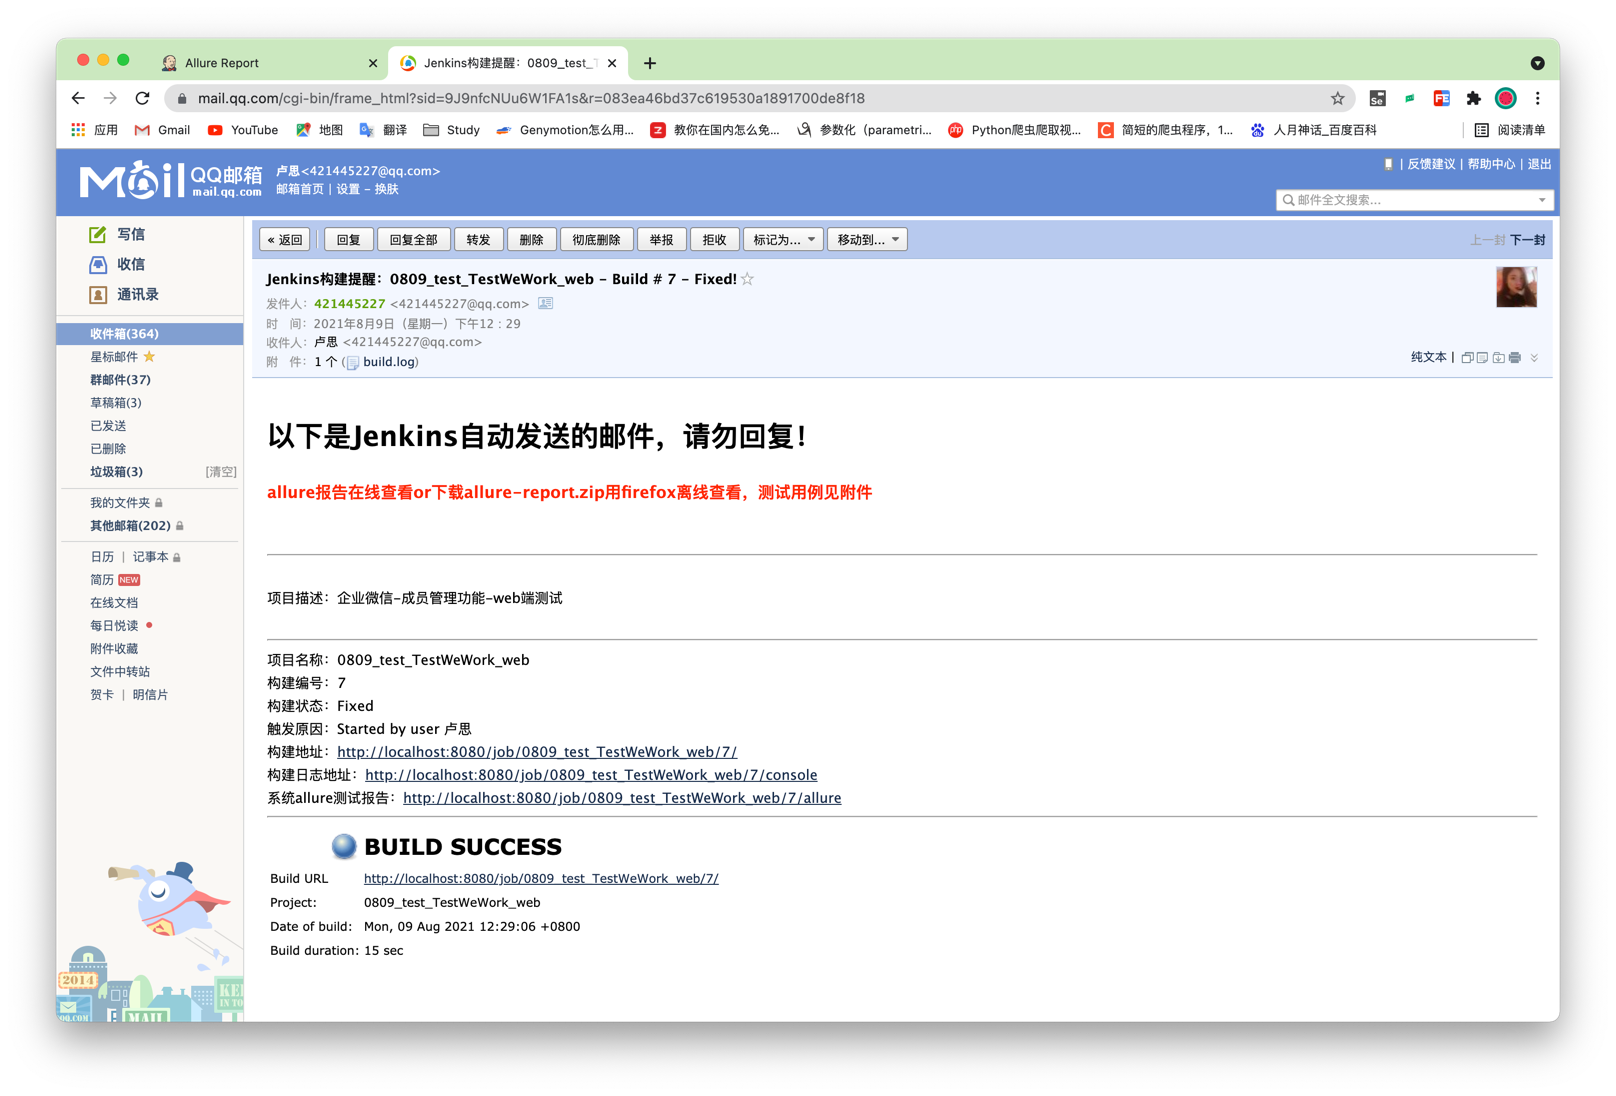 Allure Report
Jenkins构建提醒：0809_test_T
mail.qq.com/cgi-bin/frame_html?sid=9J9nfcNUu6W1FA1s&r=083ea46bd37c619530a1891700de8f18
应用 Gmail YouTube 地图 翻译 Study Genymotion怎么用... 教你在国内怎么免... 参数化（parametri... Python爬虫爬取视... 简短的爬虫程序，1... 人月神话_百度百科 阅读清单
Mail QQ邮箱 mail.qq.com
卢思<421445227@qq.com>
邮箱首页 | 设置 - 换肤
| 反馈建议 | 帮助中心 | 退出
邮件全文搜索...
写信
收信
通讯录
收件箱(364)
星标邮件
群邮件(37)
草稿箱(3)
已发送
已删除
垃圾箱(3) [清空]
我的文件夹
其他邮箱(202)
日历 | 记事本
简历 NEW
在线文档
每日悦读
附件收藏
文件中转站
贺卡 | 明信片
2014
QQ.COM
MAIL
KEE
IN TO
« 返回 回复 回复全部 转发 删除 彻底删除 举报 拒收 标记为... 移动到... 上一封 下一封
Jenkins构建提醒：0809_test_TestWeWork_web - Build # 7 - Fixed!
发件人：421445227 <421445227@qq.com>
时 间：2021年8月9日（星期一）下午12：29
收件人：卢思 <421445227@qq.com>
附 件：1 个 ( build.log)
纯文本 |
以下是Jenkins自动发送的邮件，请勿回复！
allure报告在线查看or下载allure-report.zip用firefox离线查看，测试用例见附件
项目描述：企业微信-成员管理功能-web端测试
项目名称：0809_test_TestWeWork_web
构建编号：7
构建状态：Fixed
触发原因：Started by user 卢思
构建地址：http://localhost:8080/job/0809_test_TestWeWork_web/7/
构建日志地址：http://localhost:8080/job/0809_test_TestWeWork_web/7/console
系统allure测试报告：http://localhost:8080/job/0809_test_TestWeWork_web/7/allure
BUILD SUCCESS
Build URL http://localhost:8080/job/0809_test_TestWeWork_web/7/
Project: 0809_test_TestWeWork_web
Date of build: Mon, 09 Aug 2021 12:29:06 +0800
Build duration: 15 sec